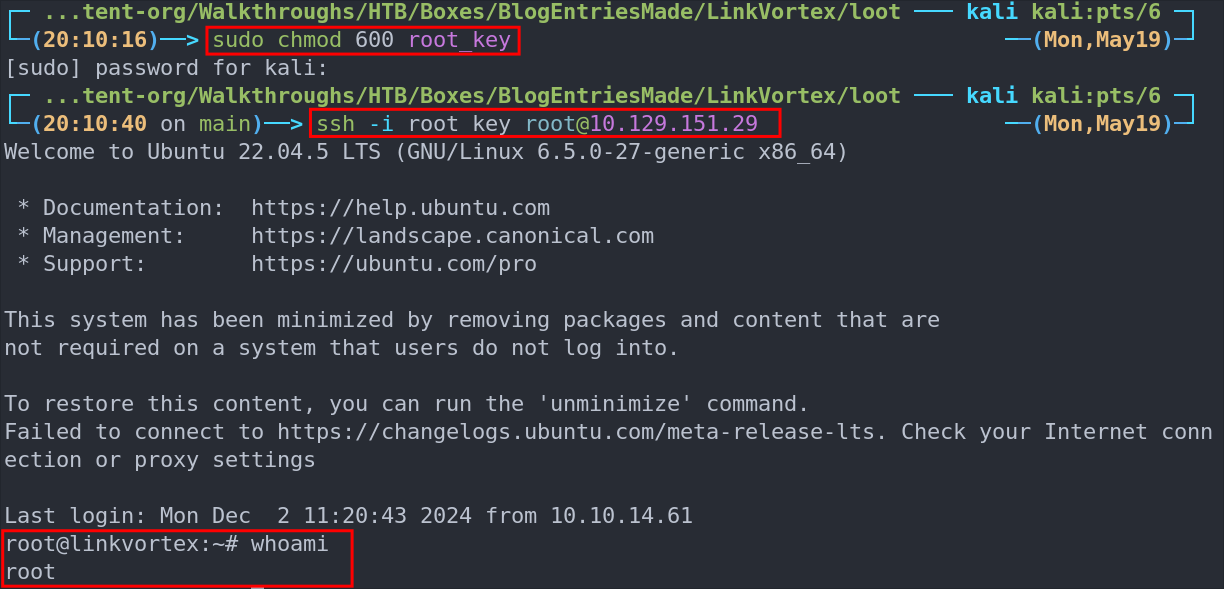 ...tent-org/Walkthroughs/HTB/Boxes/BlogEntriesMade/LinkVortex/loot kali kali:pts/6
(20:10:16)──> sudo chmod 600 root_key (Mon,May19)
[sudo] password for kali:
...tent-org/Walkthroughs/HTB/Boxes/BlogEntriesMade/LinkVortex/loot kali kali:pts/6
(20:10:40 on main)──> ssh -i root key root@10.129.151.29 (Mon,May19)
Welcome to Ubuntu 22.04.5 LTS (GNU/Linux 6.5.0-27-generic x86_64)
* Documentation:  https://help.ubuntu.com
* Management:     https://landscape.canonical.com
* Support:        https://ubuntu.com/pro
This system has been minimized by removing packages and content that are
not required on a system that users do not log into.
To restore this content, you can run the 'unminimize' command.
Failed to connect to https://changelogs.ubuntu.com/meta-release-lts. Check your Internet conn
ection or proxy settings
Last login: Mon Dec  2 11:20:43 2024 from 10.10.14.61
root@linkvortex:~# whoami
root